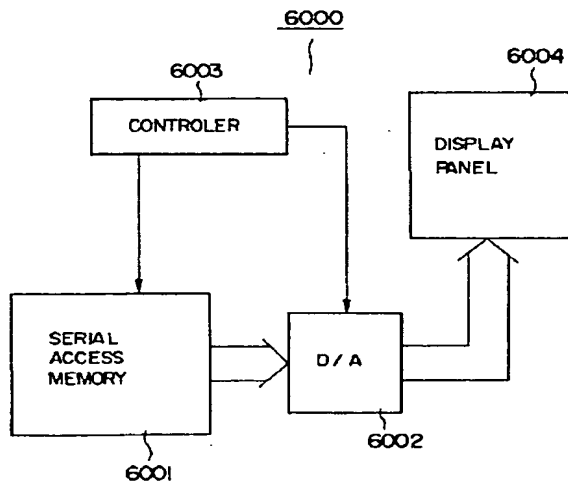 6000
6003
6004
CONTROLER
DISPLAY
PANEL
SERIAL
ACCESS
MEMORY
D/A
6002
6001